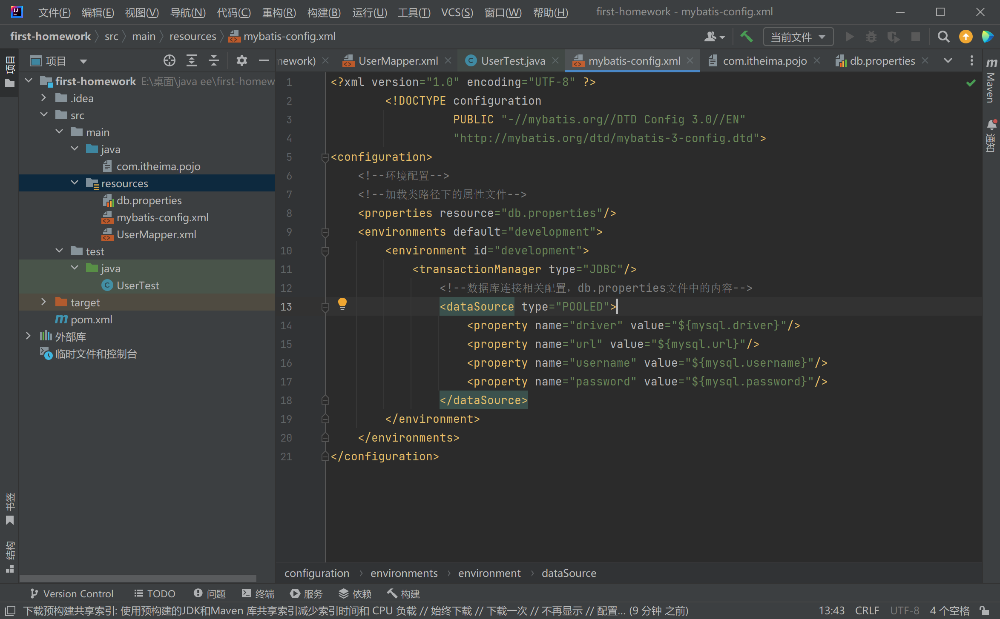 文件(F) 编辑(E) 视图(V) 导航(N) 代码(C) 重构(R) 构建(B) 运行(U) 工具(T) VCS(S) 窗口(W) 帮助(H) first-homework - mybatis-config.xml
first-homework src main resources mybatis-config.xml 当前文件
项目
项目
nework) UserMapper.xml UserTest.java mybatis-config.xml com.itheima.pojo db.properties
first-homework E:\桌面\java ee\first-homew
.idea
src
main
java
com.itheima.pojo
resources
db.properties
mybatis-config.xml
UserMapper.xml
test
java
UserTest
target
pom.xml
外部库
临时文件和控制台
1 <?xml version="1.0" encoding="UTF-8" ?>
2 <!DOCTYPE configuration
3 PUBLIC "-//mybatis.org//DTD Config 3.0//EN"
4 "http://mybatis.org/dtd/mybatis-3-config.dtd">
5 <configuration>
6 <!--环境配置-->
7 <!--加载类路径下的属性文件-->
8 <properties resource="db.properties"/>
9 <environments default="development">
10 <environment id="development">
11 <transactionManager type="JDBC"/>
12 <!--数据库连接相关配置，db.properties文件中的内容-->
13 <dataSource type="POOLED">
14 <property name="driver" value="${mysql.driver}"/>
15 <property name="url" value="${mysql.url}"/>
16 <property name="username" value="${mysql.username}"/>
17 <property name="password" value="${mysql.password}"/>
18 </dataSource>
19 </environment>
20 </environments>
21 </configuration>
m Maven
通知
书签
结构
configuration environments environment dataSource
Version Control TODO 问题 终端 服务 依赖 构建
下载预构建共享索引: 使用预构建的JDK和Maven 库共享索引减少索引时间和 CPU 负载 // 始终下载 // 下载一次 // 不再显示 // 配置... (9 分钟 之前) 13:43 CRLF UTF-8 4 个空格